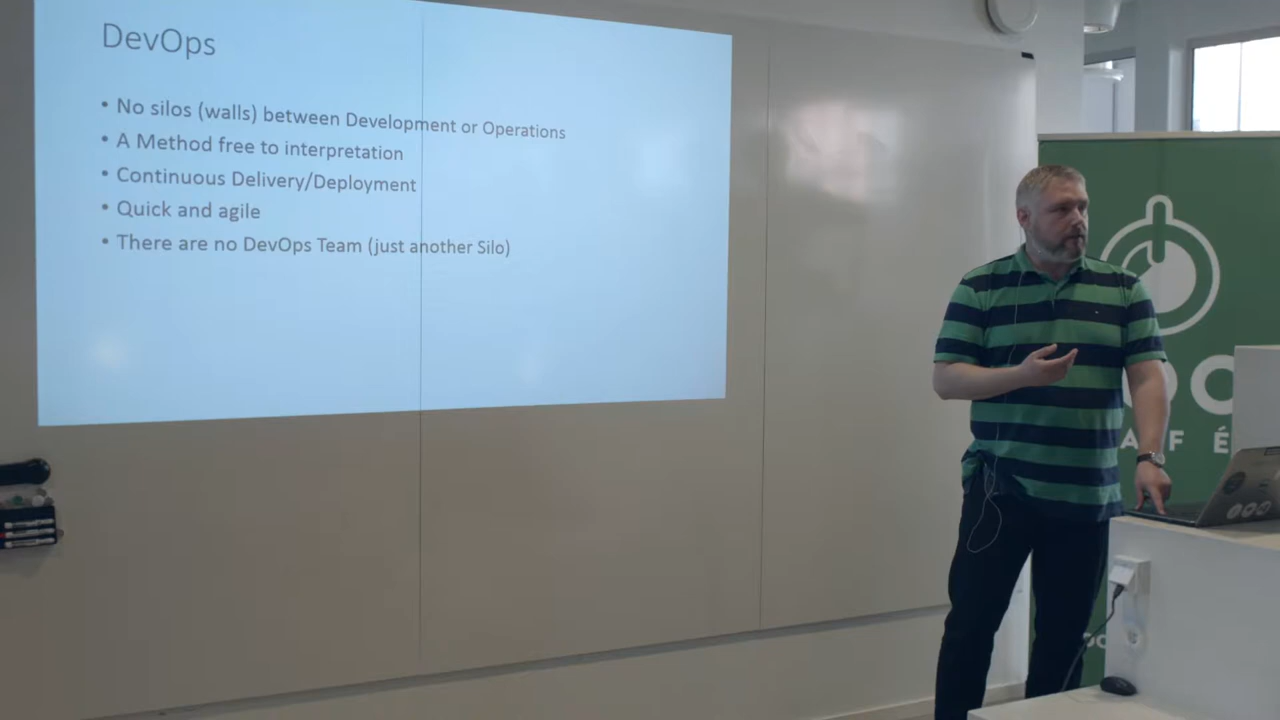 DevOps
• No silos (walls) between Development or Operations
• A Method free to interpretation
• Continuous Delivery/Deployment
• Quick and agile
• There are no DevOps Team (just another Silo)